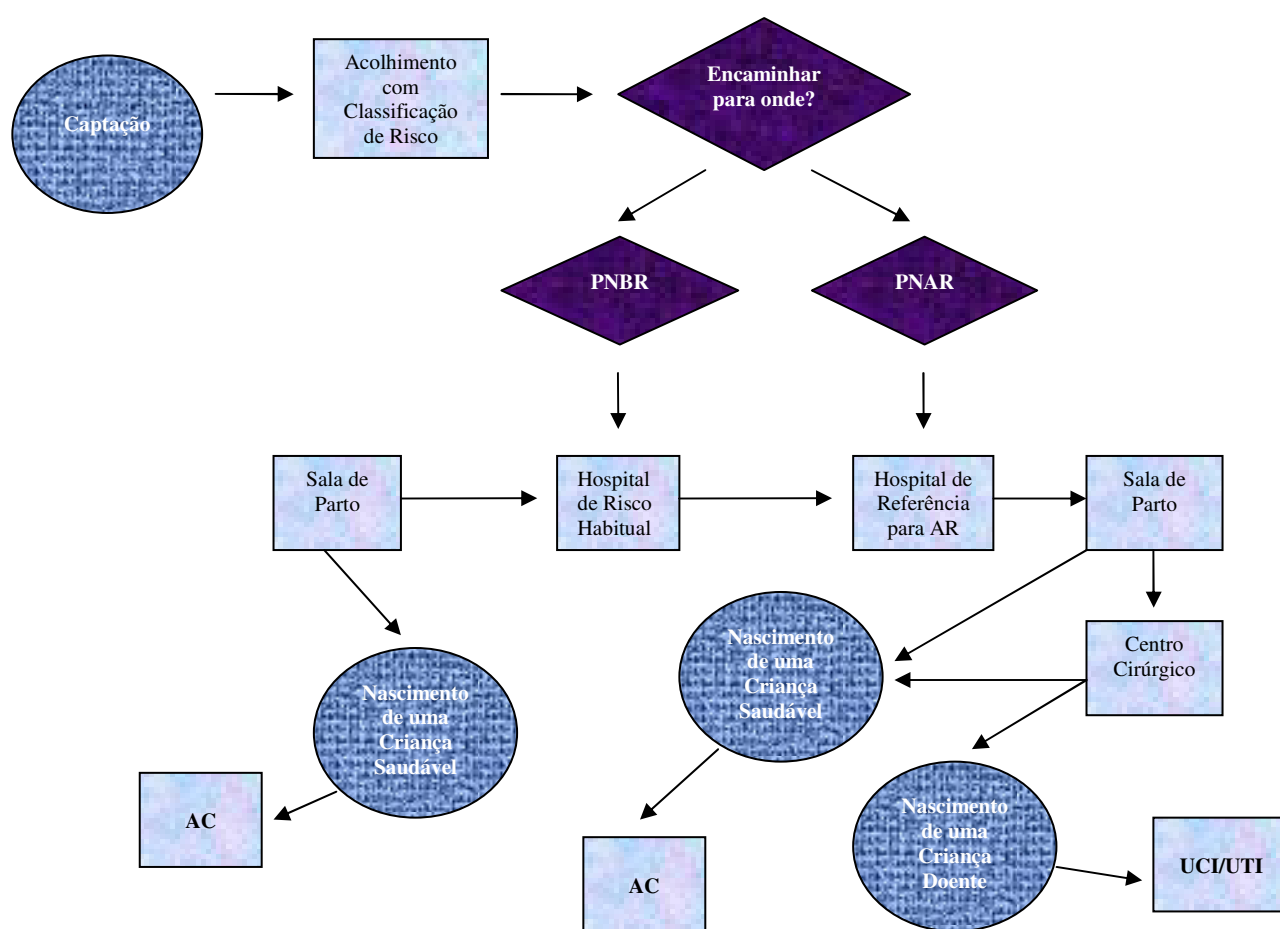 Captação
Acolhimento
com
Classificação
de Risco
Encaminhar
para onde?
PNBR
PNAR
Sala de
Parto
Hospital
de Risco
Habitual
Hospital de
Referência
para AR
Sala de
Parto
Nascimento
de uma
Criança
Saudável
Nascimento
de uma
Criança
Saudável
Centro
Cirúrgico
AC
AC
Nascimento
de uma
Criança
Doente
UCI/UTI